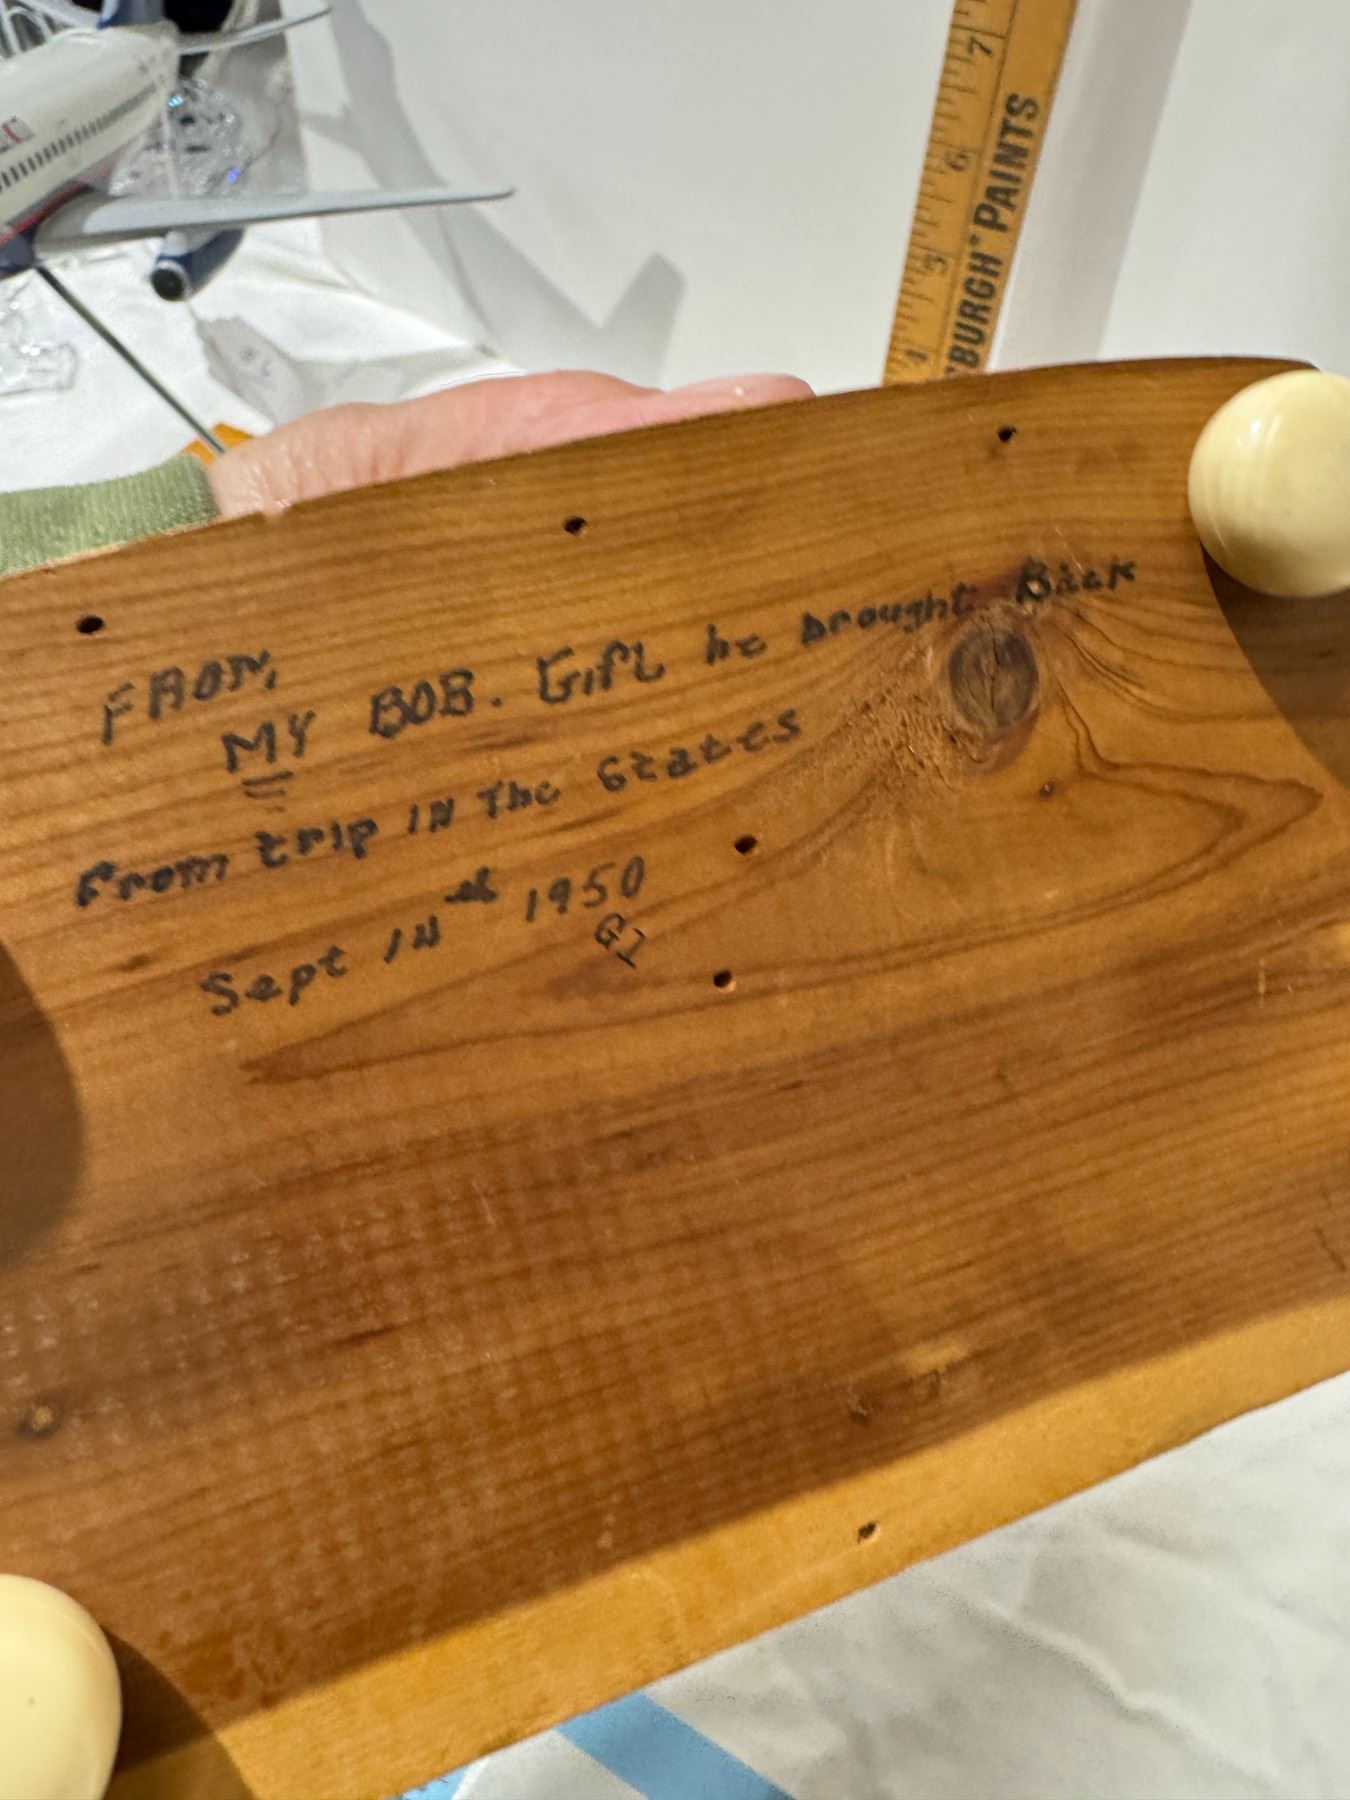 7
6
5
4
BURGH PAINTS
FROM,
MY BOB. Gift he brought Back
From trip IN The States
Sept 14th 1950